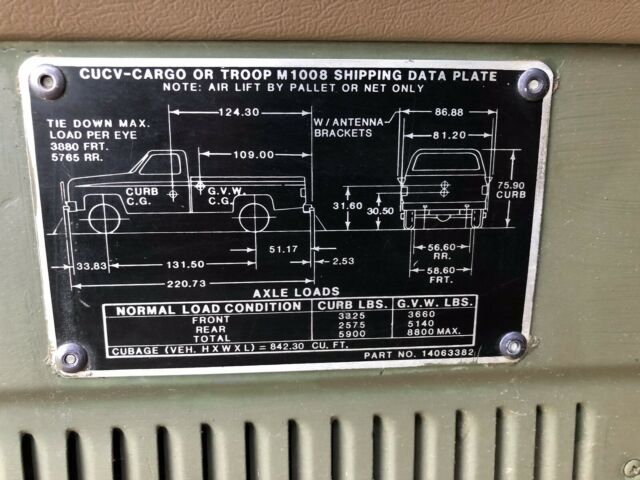 CUCV-CARGO OR TROOP M1008 SHIPPING DATA PLATE
NOTE: AIR LIFT BY PALLET OR NET ONLY
TIE DOWN MAX.
LOAD PER EYE
3880 FRT.
5765 RR.
124.30
109.00
CURB
C.G.
G.V.W.
C.G.
W/ANTENNA
BRACKETS
86.88
81.20
31.60
30.50
75.90
CURB
51.17
2.53
33.83
131.50
220.73
56.60
RR.
58.60
FRT.
AXLE LOADS
NORMAL LOAD CONDITION CURB LBS. G.V.W. LBS.
FRONT 3325 3660
REAR 2575 5140
TOTAL 5900 8800 MAX.
CUBAGE (VEH. HXWXL) = 842.30 CU. FT.
PART NO. 14063382